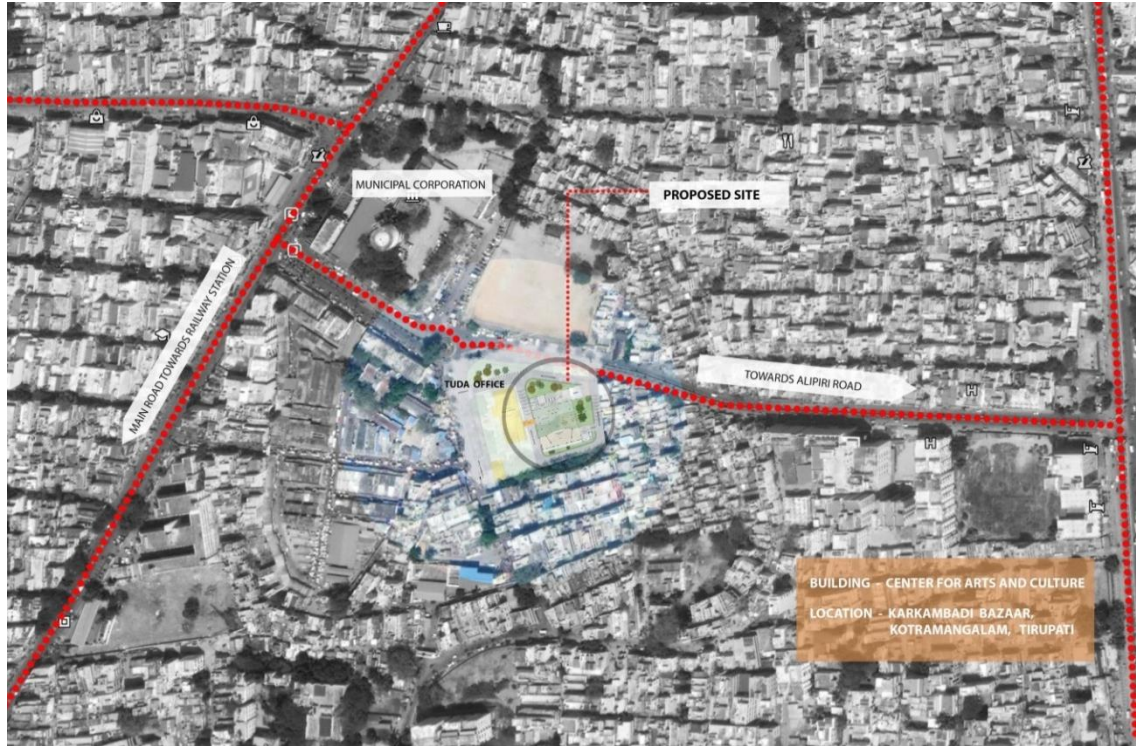 MUNICIPAL CORPORATION
PROPOSED SITE
MAIN ROAD TOWARDS RAILWAY STATION
TUDA OFFICE
TOWARDS ALIPIRI ROAD
BUILDING - CENTER FOR ARTS AND CULTURE
LOCATION - KARKAMBADI BAZAAR,
KOTRAMANGALAM, TIRUPATI